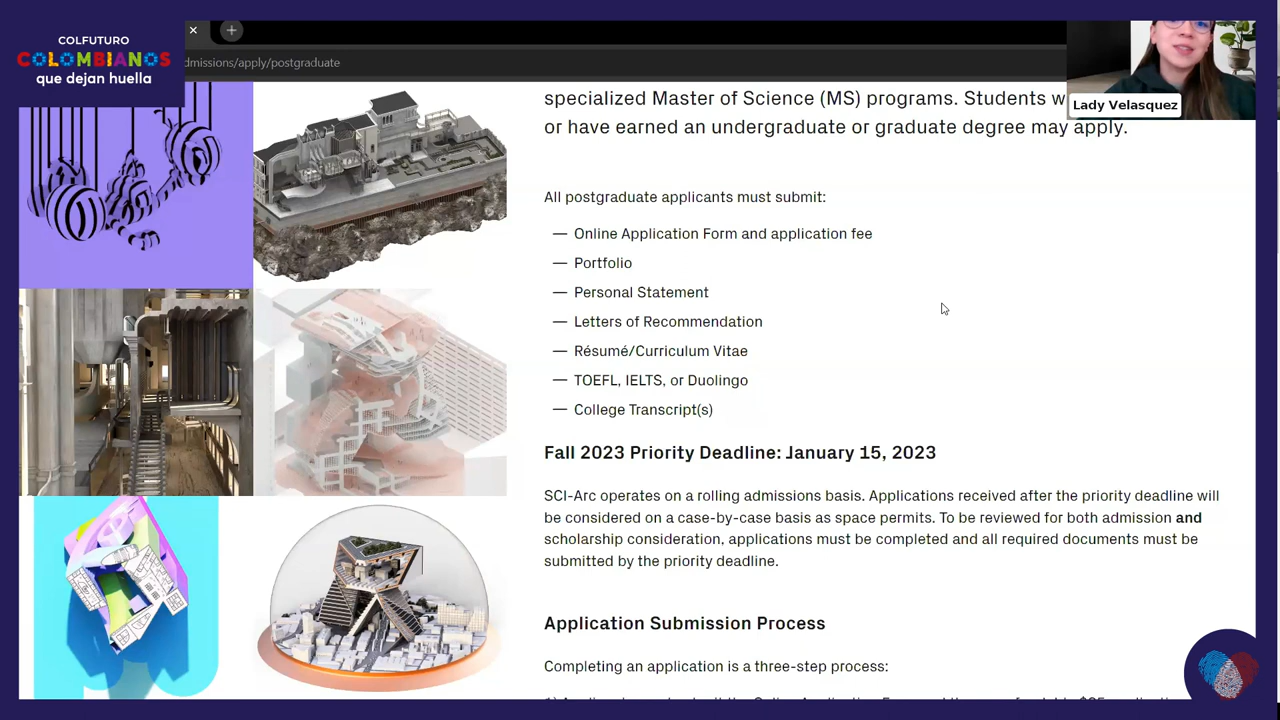 COLFUTURO
COLOMBIANOS
que dejan huella
dmissions/apply/postgraduate
Lady Velasquez
specialized Master of Science (MS) programs. Students w
or have earned an undergraduate or graduate degree may apply.
All postgraduate applicants must submit:
— Online Application Form and application fee
— Portfolio
— Personal Statement
— Letters of Recommendation
— Résumé/Curriculum Vitae
— TOEFL, IELTS, or Duolingo
— College Transcript(s)
Fall 2023 Priority Deadline: January 15, 2023
SCI-Arc operates on a rolling admissions basis. Applications received after the priority deadline will
be considered on a case-by-case basis as space permits. To be reviewed for both admission and
scholarship consideration, applications must be completed and all required documents must be
submitted by the priority deadline.
Application Submission Process
Completing an application is a three-step process: